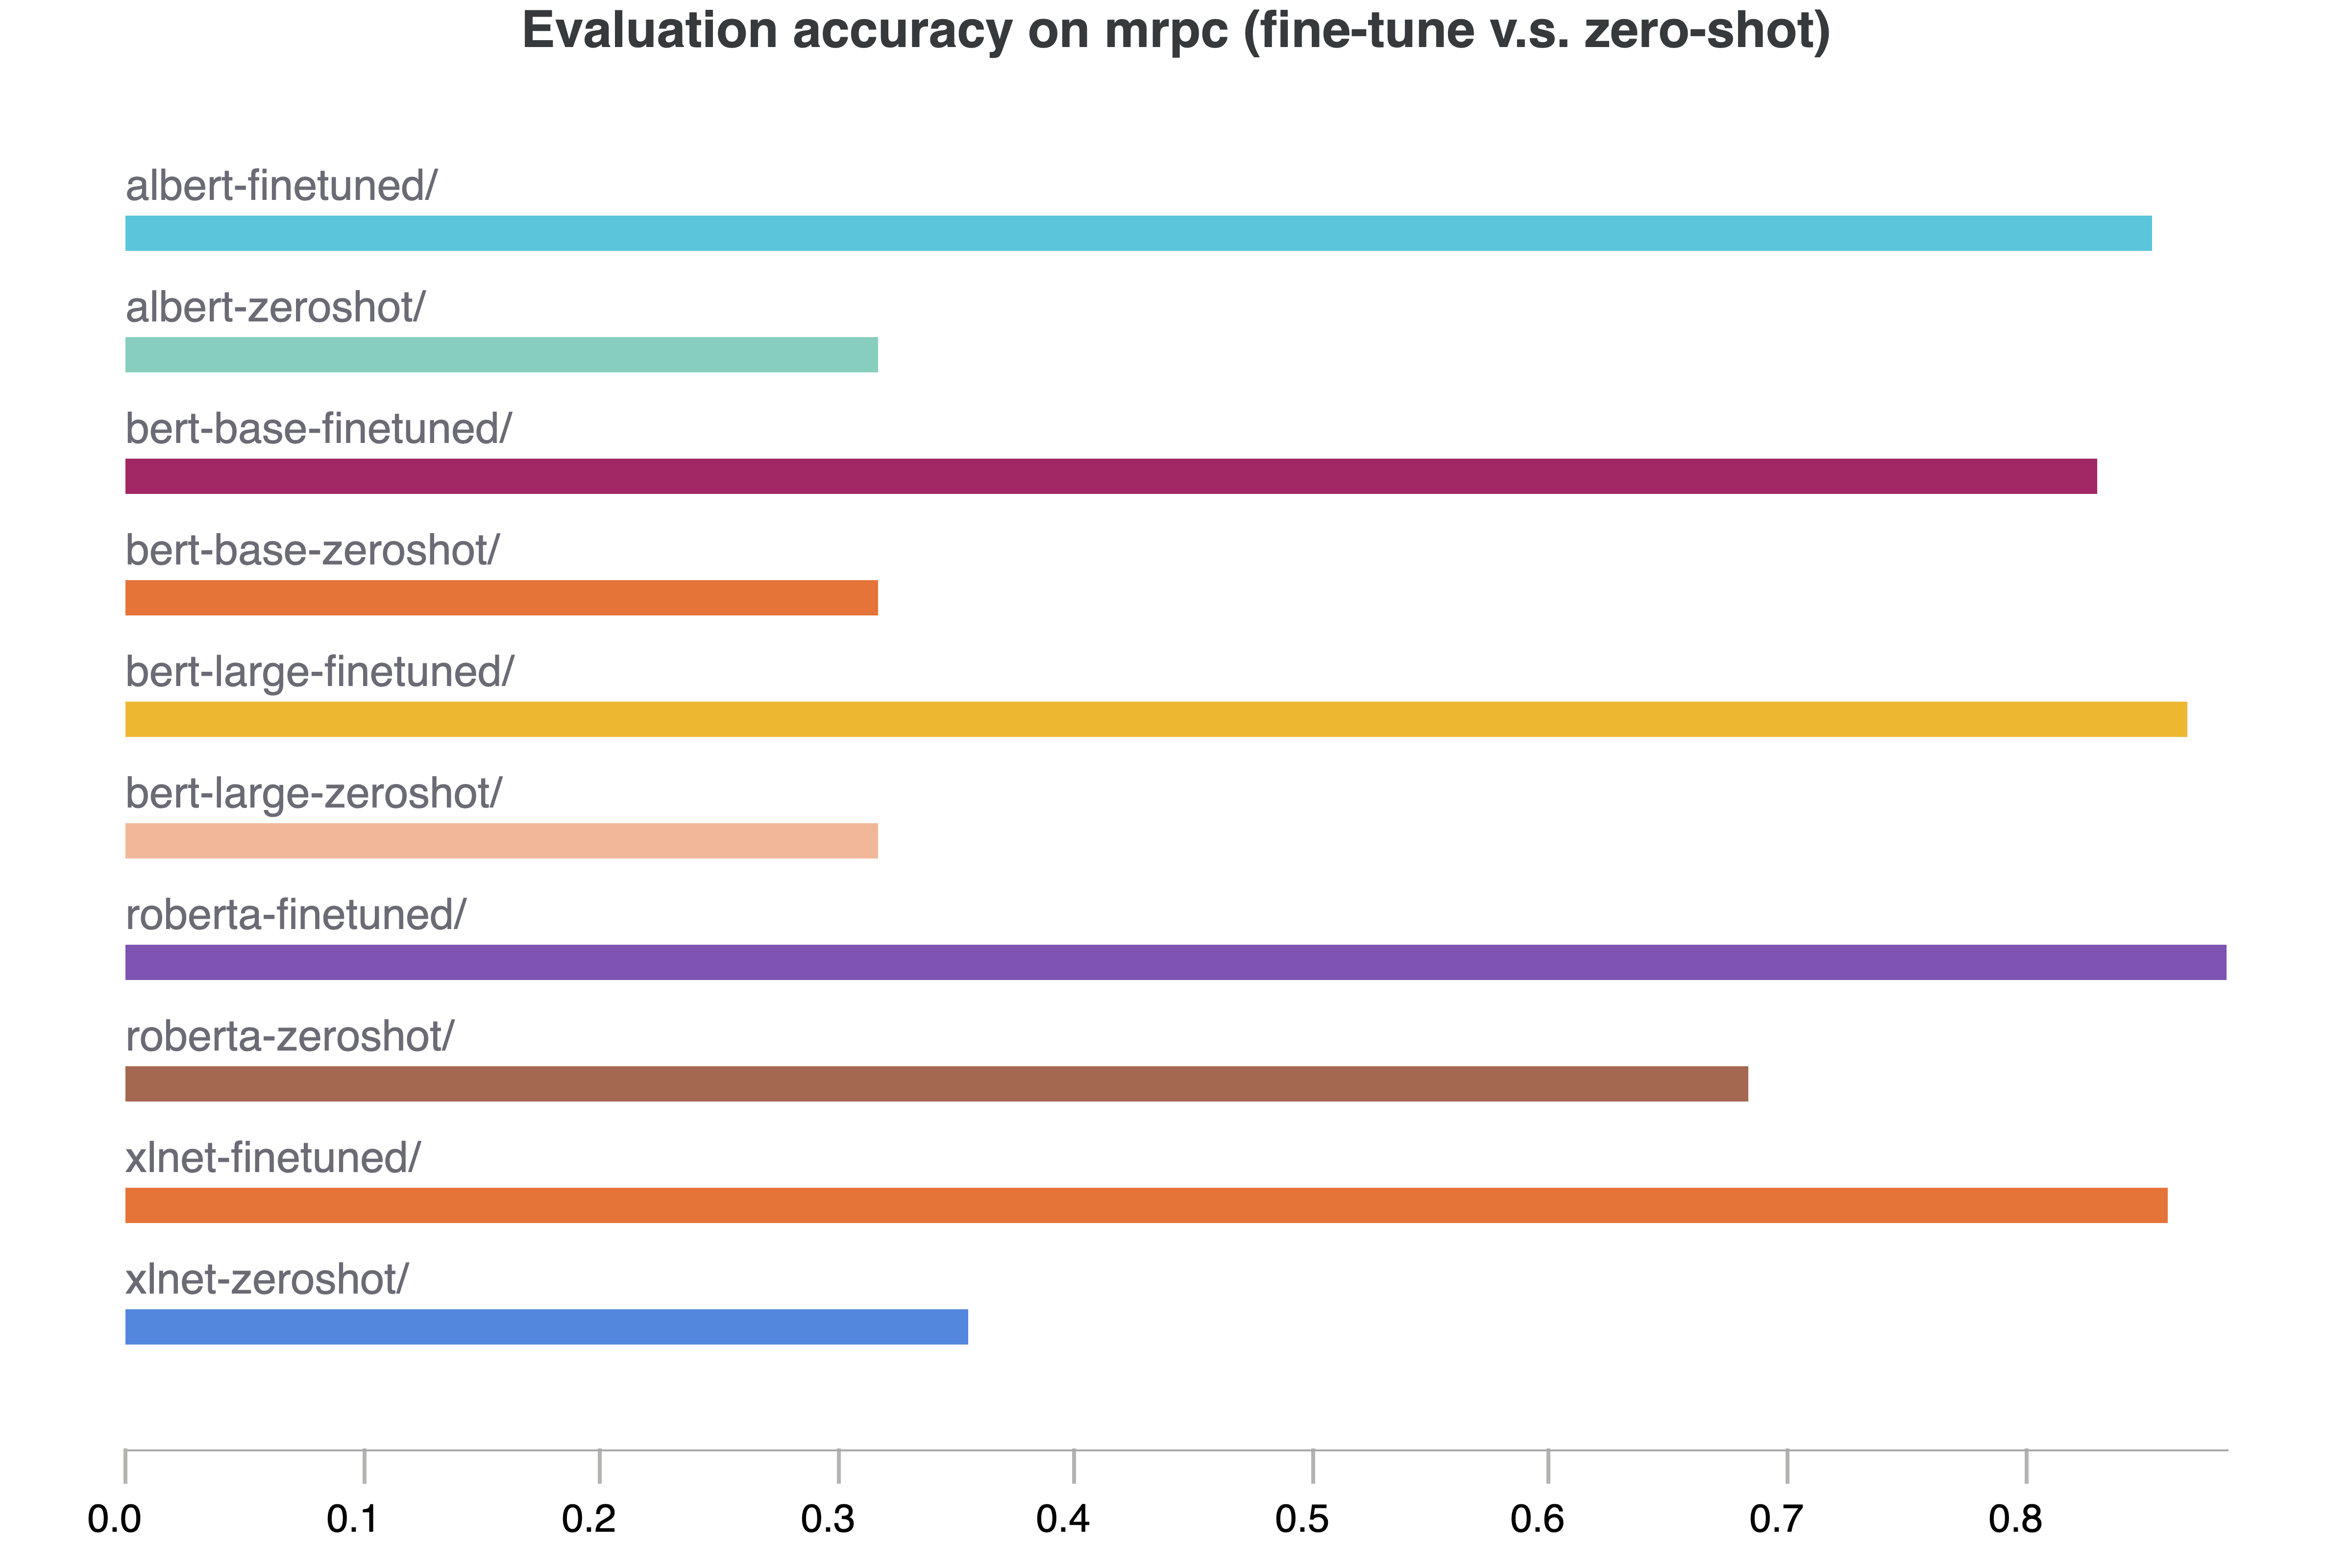 Evaluation accuracy on mrpc (fine-tune v.s. zero-shot)
albert-finetuned/
albert-zeroshot/
bert-base-finetuned/
bert-base-zeroshot/
bert-large-finetuned/
bert-large-zeroshot/
roberta-finetuned/
roberta-zeroshot/
xlnet-finetuned/
xlnet-zeroshot/
0.0 0.1 0.2 0.3 0.4 0.5 0.6 0.7 0.8